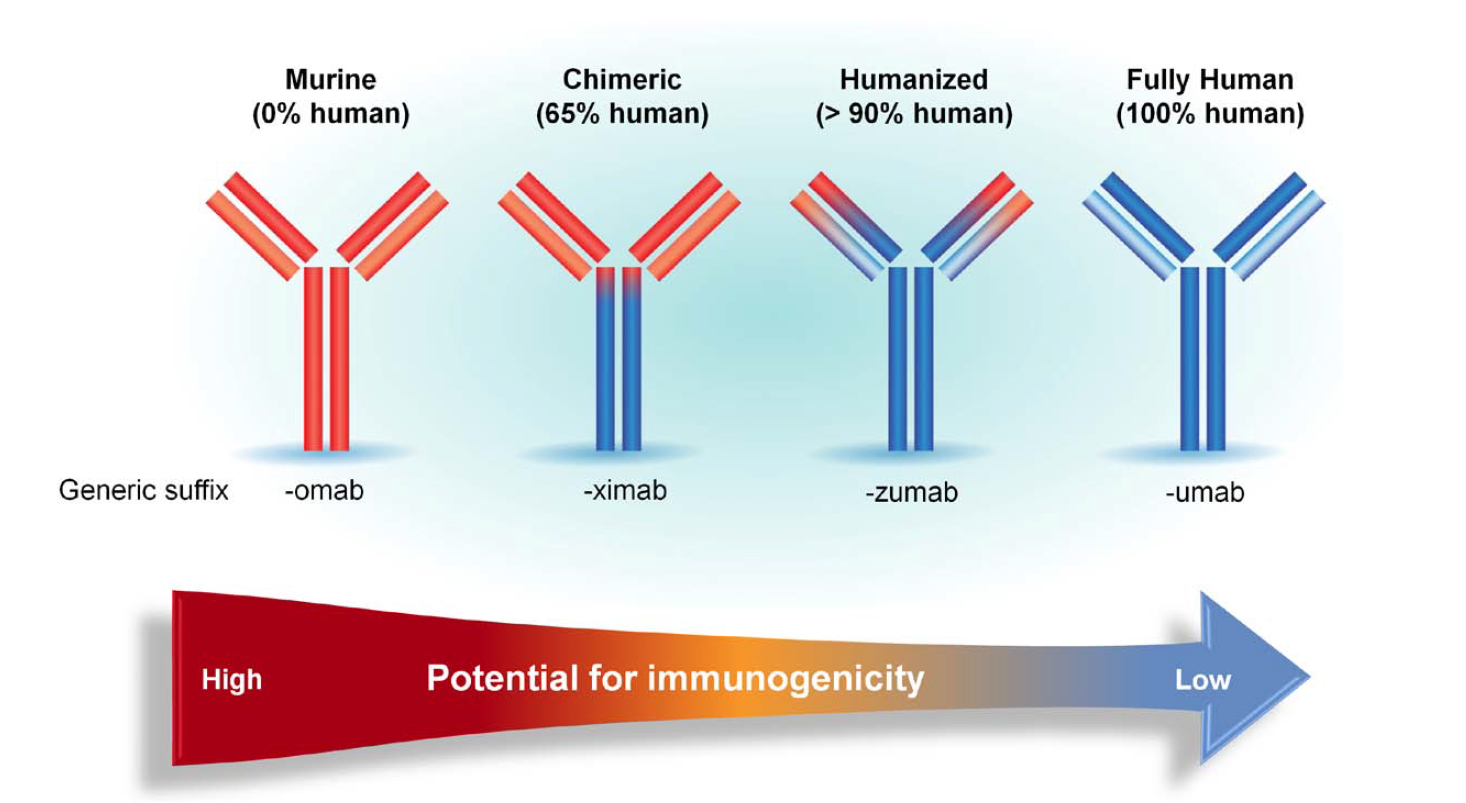 Murine
(0% human)
Chimeric
(65% human)
Humanized
(> 90% human)
Fully Human
(100% human)
Generic suffix
-omab
-ximab
-zumab
-umab
High
Potential for immunogenicity
Low